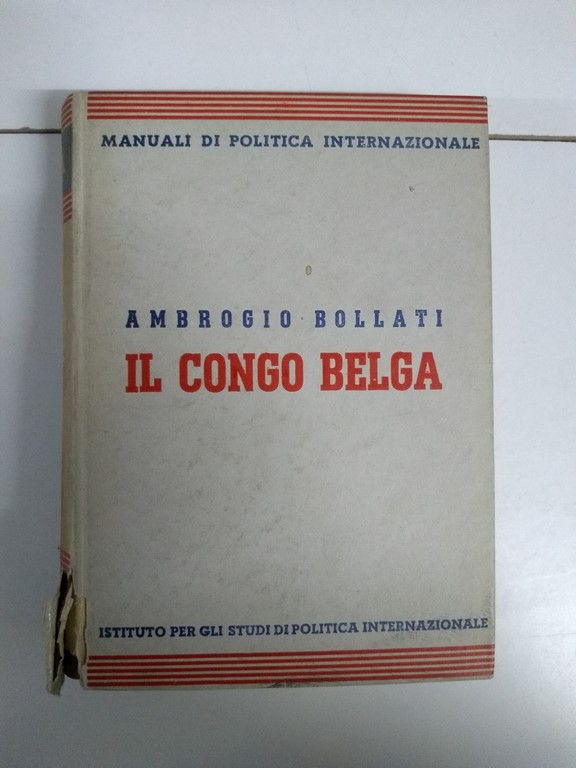 MANUALI DI POLITICA INTERNAZIONALE
AMBROGIO BOLLATI
IL CONGO BELGA
ISTITUTO PER GLI STUDI DI POLITICA INTERNAZIONALE